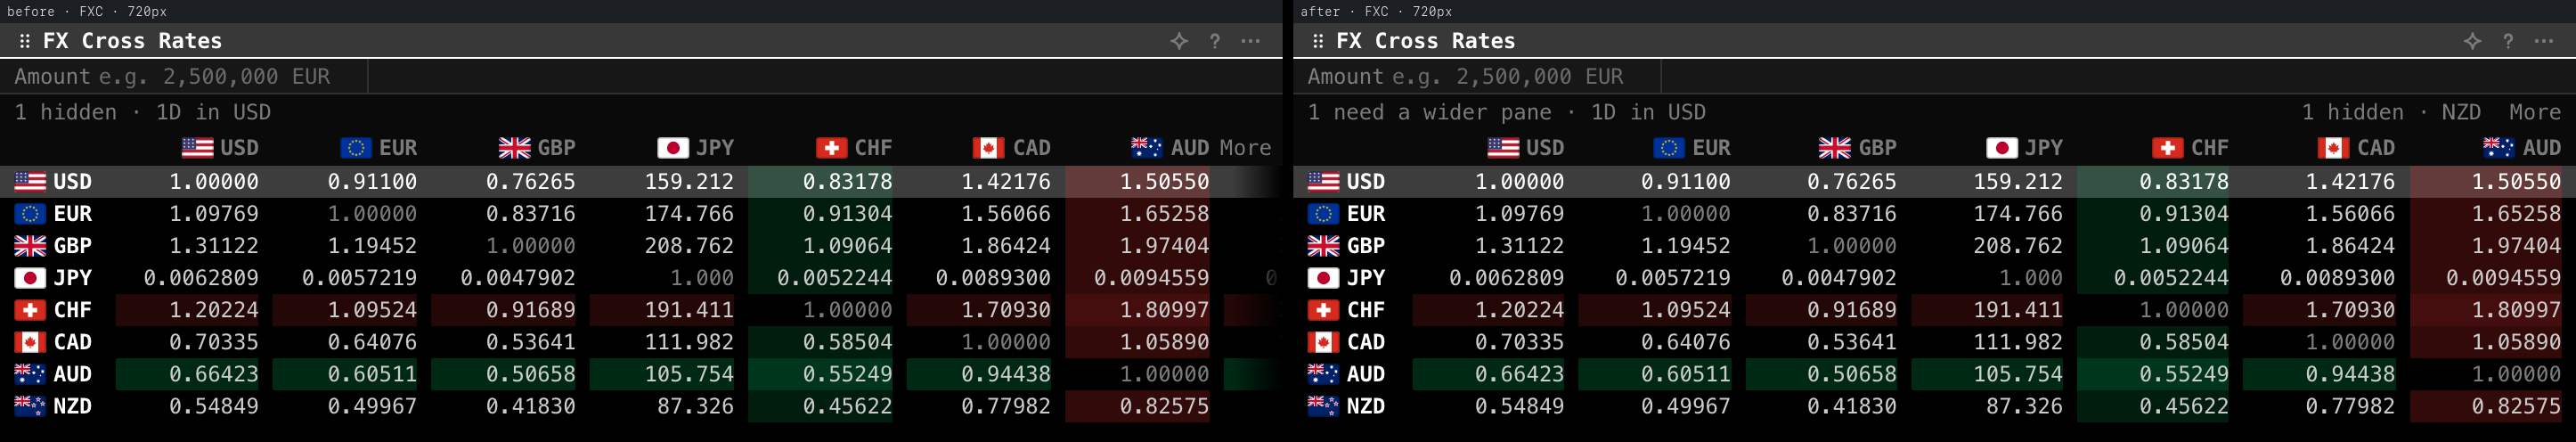 before · FXC · 720px
FX Cross Rates ?
Amount e.g. 2,500,000 EUR
1 hidden · 1D in USD
USD EUR GBP JPY CHF CAD AUD More
USD 1.00000 0.91100 0.76265 159.212 0.83178 1.42176 1.50550
EUR 1.09769 1.00000 0.83716 174.766 0.91304 1.56066 1.65258
GBP 1.31122 1.19452 1.00000 208.762 1.09064 1.86424 1.97404
JPY 0.0062809 0.0057219 0.0047902 1.000 0.0052244 0.0089300 0.0094559 0
CHF 1.20224 1.09524 0.91689 191.411 1.00000 1.70930 1.80997
CAD 0.70335 0.64076 0.53641 111.982 0.58504 1.00000 1.05890
AUD 0.66423 0.60511 0.50658 105.754 0.55249 0.94438 1.00000
NZD 0.54849 0.49967 0.41830 87.326 0.45622 0.77982 0.82575
after · FXC · 720px
FX Cross Rates ?
Amount e.g. 2,500,000 EUR
1 need a wider pane · 1D in USD 1 hidden · NZD More
USD EUR GBP JPY CHF CAD AUD
USD 1.00000 0.91100 0.76265 159.212 0.83178 1.42176 1.50550
EUR 1.09769 1.00000 0.83716 174.766 0.91304 1.56066 1.65258
GBP 1.31122 1.19452 1.00000 208.762 1.09064 1.86424 1.97404
JPY 0.0062809 0.0057219 0.0047902 1.000 0.0052244 0.0089300 0.0094559
CHF 1.20224 1.09524 0.91689 191.411 1.00000 1.70930 1.80997
CAD 0.70335 0.64076 0.53641 111.982 0.58504 1.00000 1.05890
AUD 0.66423 0.60511 0.50658 105.754 0.55249 0.94438 1.00000
NZD 0.54849 0.49967 0.41830 87.326 0.45622 0.77982 0.82575